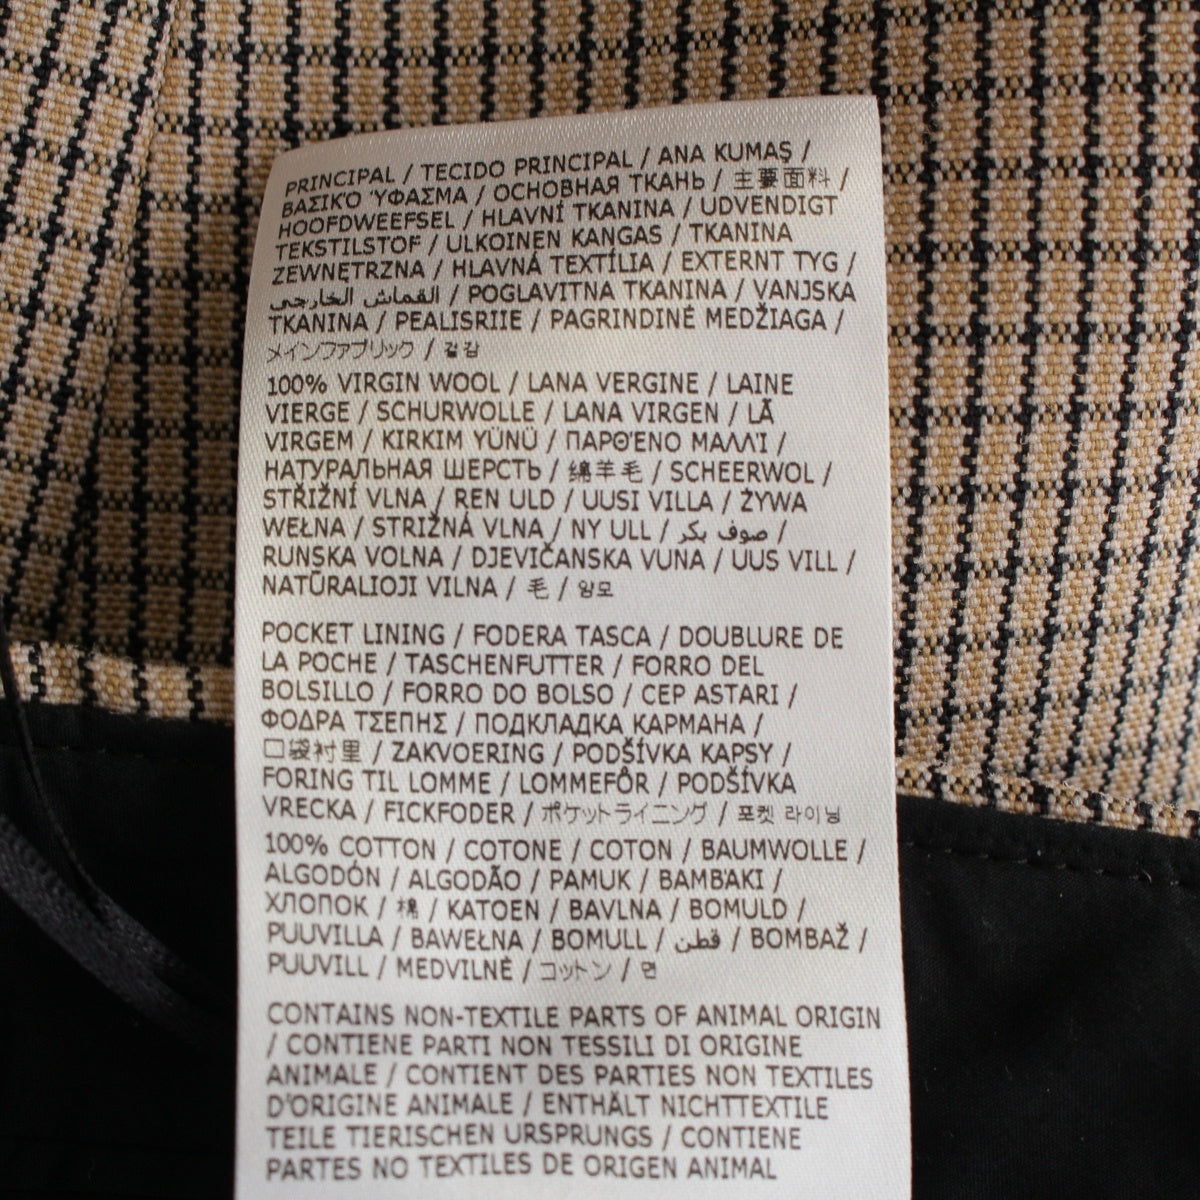 PRINCIPAL / TECIDO PRINCIPAL / ANA KUMAŞ /
ΒΑΣΙΚΌ ΎΦΑΣΜΑ / ОСНОВНАЯ ТКАНЬ / 主要面料 /
HOOFDWEEFSEL / HLAVNÍ TKANINA / UDVENDIGT
TEKSTILSTOF / ULKOINEN KANGAS / TKANINA
ZEWNĘTRZNA / HLAVNÁ TEXTÍLIA / EXTERNT TYG /
القماش الخارجي / POGLAVITNA TKANINA / VANJSKA
TKANINA / PEALISRIIE / PAGRINDINĖ MEDŽIAGA /
メインファブリック / 겉감
100% VIRGIN WOOL / LANA VERGINE / LAINE
VIERGE / SCHURWOLLE / LANA VIRGEN / LÃ
VIRGEM / KIRKIM YÜNÜ / ΠΑΡΘΈΝΟ ΜΑΛΛΊ /
НАТУРАЛЬНАЯ ШЕРСТЬ / 绵羊毛 / SCHEERWOL /
STŘIŽNÍ VLNA / REN ULD / UUSI VILLA / ŻYWA
WEŁNA / STRIŽNÁ VLNA / NY ULL / صوف بكر /
RUNSKA VOLNA / DJEVIČANSKA VUNA / UUS VILL /
NATŪRALIOJI VILNA / 毛 / 양모
POCKET LINING / FODERA TASCA / DOUBLURE DE
LA POCHE / TASCHENFUTTER / FORRO DEL
BOLSILLO / FORRO DO BOLSO / CEP ASTARI /
ΦΟΔΡΑ ΤΣΕΠΗΣ / ПОДКЛАДКА КАРМАНА /
口袋衬里 / ZAKVOERING / PODŠÍVKA KAPSY /
FORING TIL LOMME / LOMMEFÔR / PODŠÍVKA
VRECKA / FICKFODER / ポケットライニング / 포켓 라이닝
100% COTTON / COTONE / COTON / BAUMWOLLE /
ALGODÓN / ALGODÃO / PAMUK / ΒΑΜΒΆΚΙ /
ХЛОПОК / 棉 / KATOEN / BAVLNA / BOMULD /
PUUVILLA / BAWEŁNA / BOMULL / قطن / BOMBAŽ /
PUUVILL / MEDVILNĖ / コットン / 면
CONTAINS NON-TEXTILE PARTS OF ANIMAL ORIGIN
/ CONTIENE PARTI NON TESSILI DI ORIGINE
ANIMALE / CONTIENT DES PARTIES NON TEXTILES
D'ORIGINE ANIMALE / ENTHÄLT NICHTTEXTILE
TEILE TIERISCHEN URSPRUNGS / CONTIENE
PARTES NO TEXTILES DE ORIGEN ANIMAL